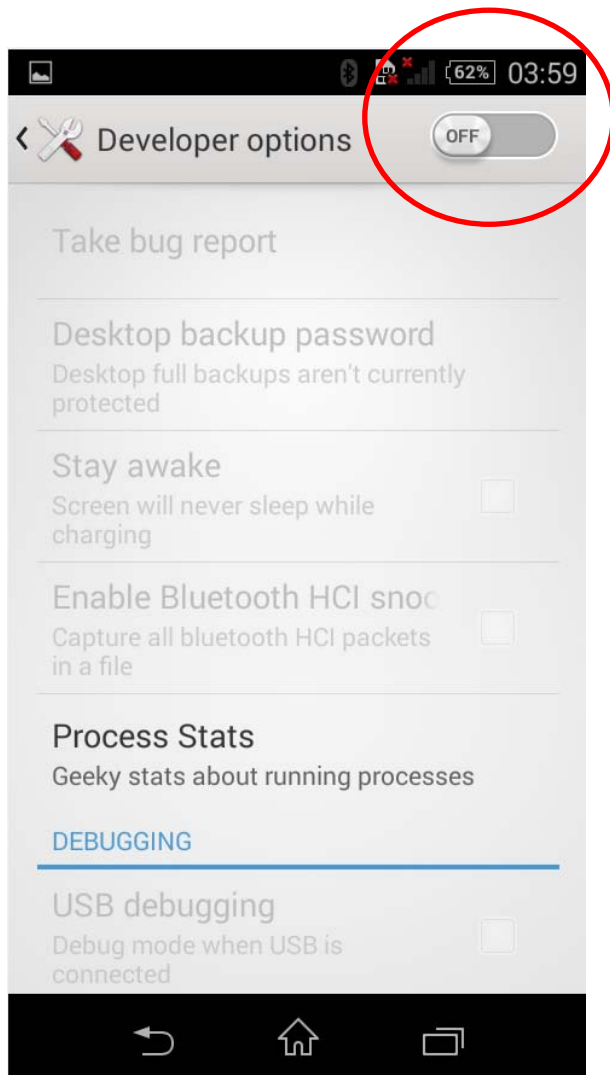 62% 03:59
Developer options OFF
Take bug report
Desktop backup password
Desktop full backups aren't currently
protected
Stay awake
Screen will never sleep while
charging
Enable Bluetooth HCI snoo
Capture all bluetooth HCI packets
in a file
Process Stats
Geeky stats about running processes
DEBUGGING
USB debugging
Debug mode when USB is
connected